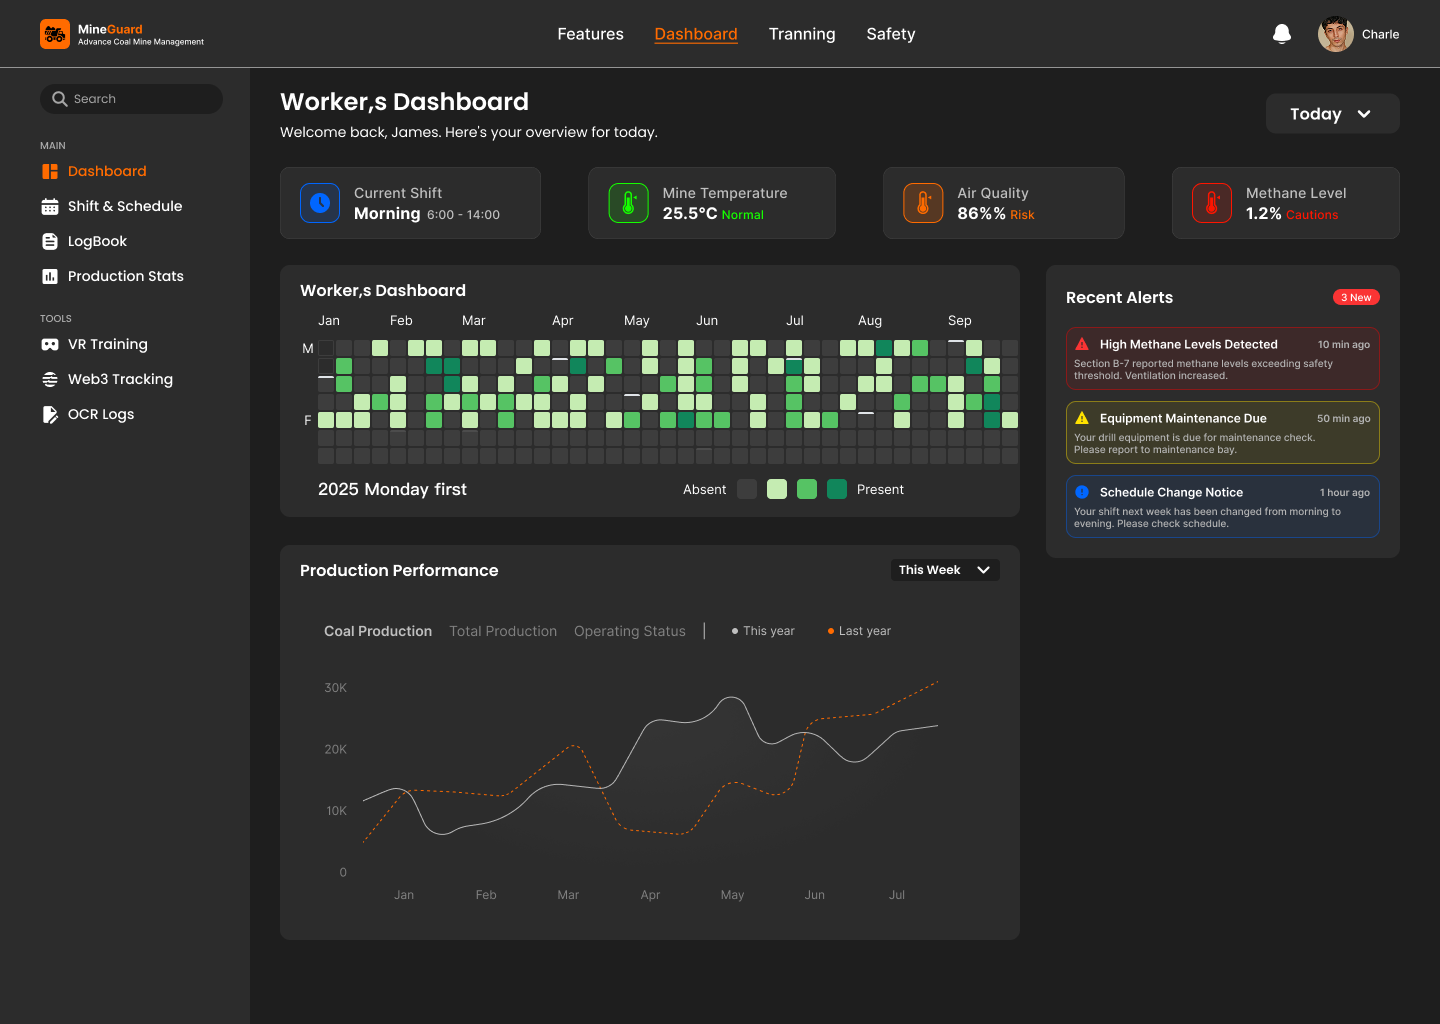 MineGuard
Advance Coal Mine Management
Features
Dashboard
Tranning
Safety
Charle
Search
MAIN
Dashboard
Shift & Schedule
LogBook
Production Stats
TOOLS
VR Training
Web3 Tracking
OCR Logs
Worker,s Dashboard
Welcome back, James. Here's your overview for today.
Today
Current Shift
Morning 6:00 - 14:00
Mine Temperature
25.5°C Normal
Air Quality
86%% Risk
Methane Level
1.2% Cautions
Worker,s Dashboard
Jan Feb Mar Apr May Jun Jul Aug Sep
M
F
2025 Monday first
Absent
Present
Recent Alerts
3 New
High Methane Levels Detected
10 min ago
Section B-7 reported methane levels exceeding safety
threshold. Ventilation increased.
Equipment Maintenance Due
50 min ago
Your drill equipment is due for maintenance check.
Please report to maintenance bay.
Schedule Change Notice
1 hour ago
Your shift next week has been changed from morning to
evening. Please check schedule.
Production Performance
This Week
Coal Production
Total Production
Operating Status
This year
Last year
30K
20K
10K
0
Jan Feb Mar Apr May Jun Jul